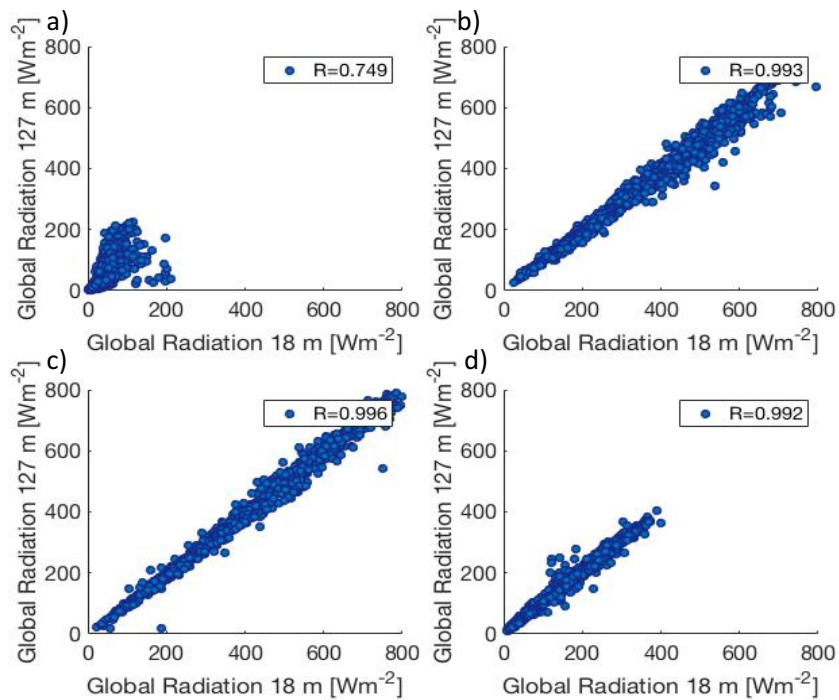 a)
R=0.749
800
600
400
200
0
Global Radiation 127 m [Wm-2]
0 200 400 600 800
Global Radiation 18 m [Wm-2]
b)
R=0.993
800
600
400
200
0
Global Radiation 127 m [Wm-2]
0 200 400 600 800
Global Radiation 18 m [Wm-2]
c)
R=0.996
800
600
400
200
0
Global Radiation 127 m [Wm-2]
0 200 400 600 800
Global Radiation 18 m [Wm-2]
d)
R=0.992
800
600
400
200
0
Global Radiation 127 m [Wm-2]
0 200 400 600 800
Global Radiation 18 m [Wm-2]